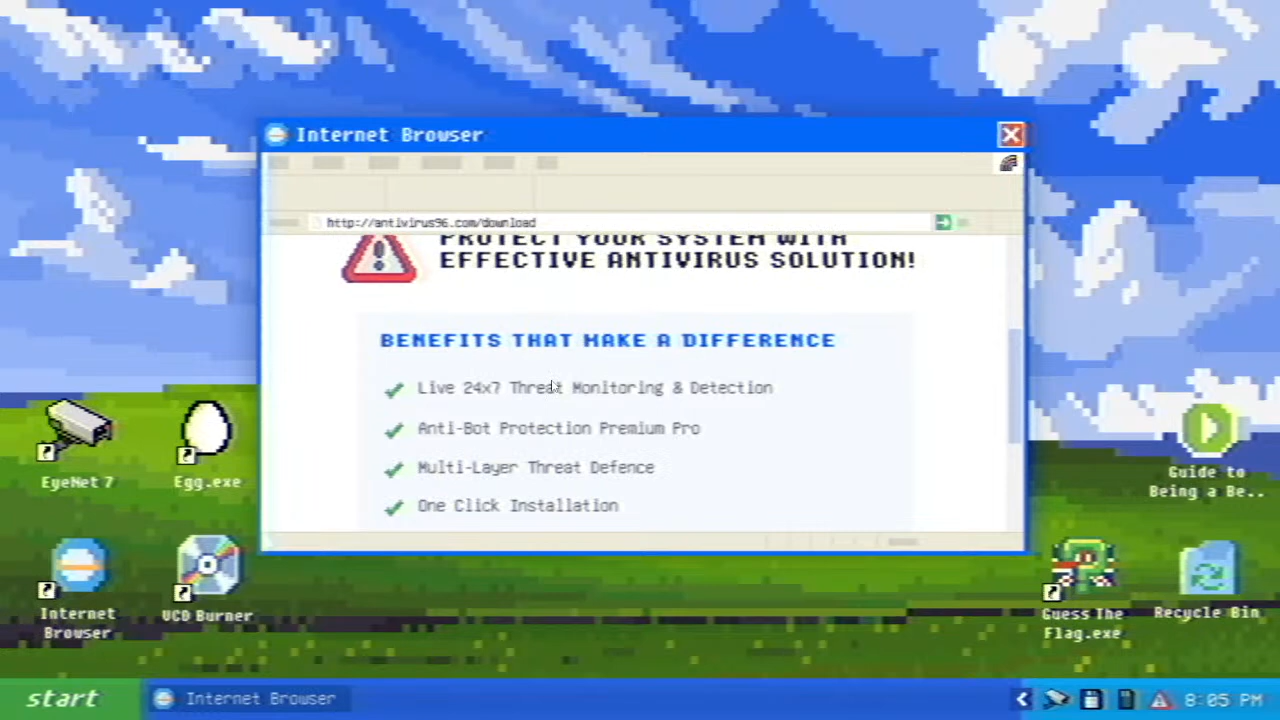 Internet Browser
http://antivirus96.com/download
PROTECT YOUR SYSTEM WITH
EFFECTIVE ANTIVIRUS SOLUTION!
BENEFITS THAT MAKE A DIFFERENCE
Live 24x7 Threat Monitoring & Detection
Anti-Bot Protection Premium Pro
Multi-Layer Threat Defence
One Click Installation
EyeNet 7
Egg.exe
Guide to
Being a Be..
Internet
Browser
VCD Burner
Guess The
Flag.exe
Recycle Bin
start
Internet Browser
8:05 PM